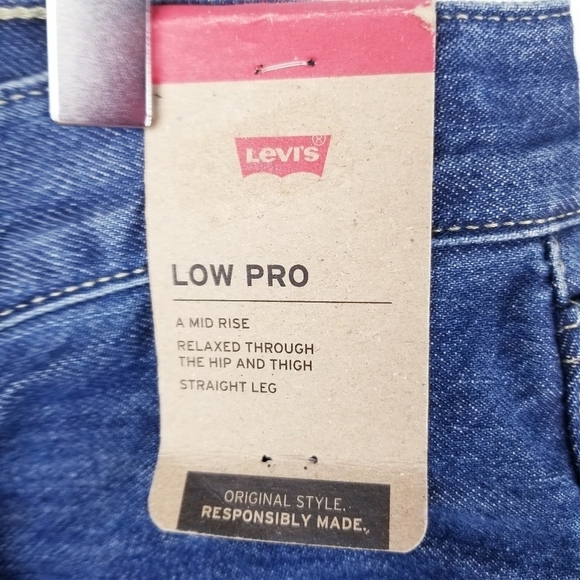 LEVI'S®
LOW PRO
A MID RISE
RELAXED THROUGH
THE HIP AND THIGH
STRAIGHT LEG
ORIGINAL STYLE.
RESPONSIBLY MADE.